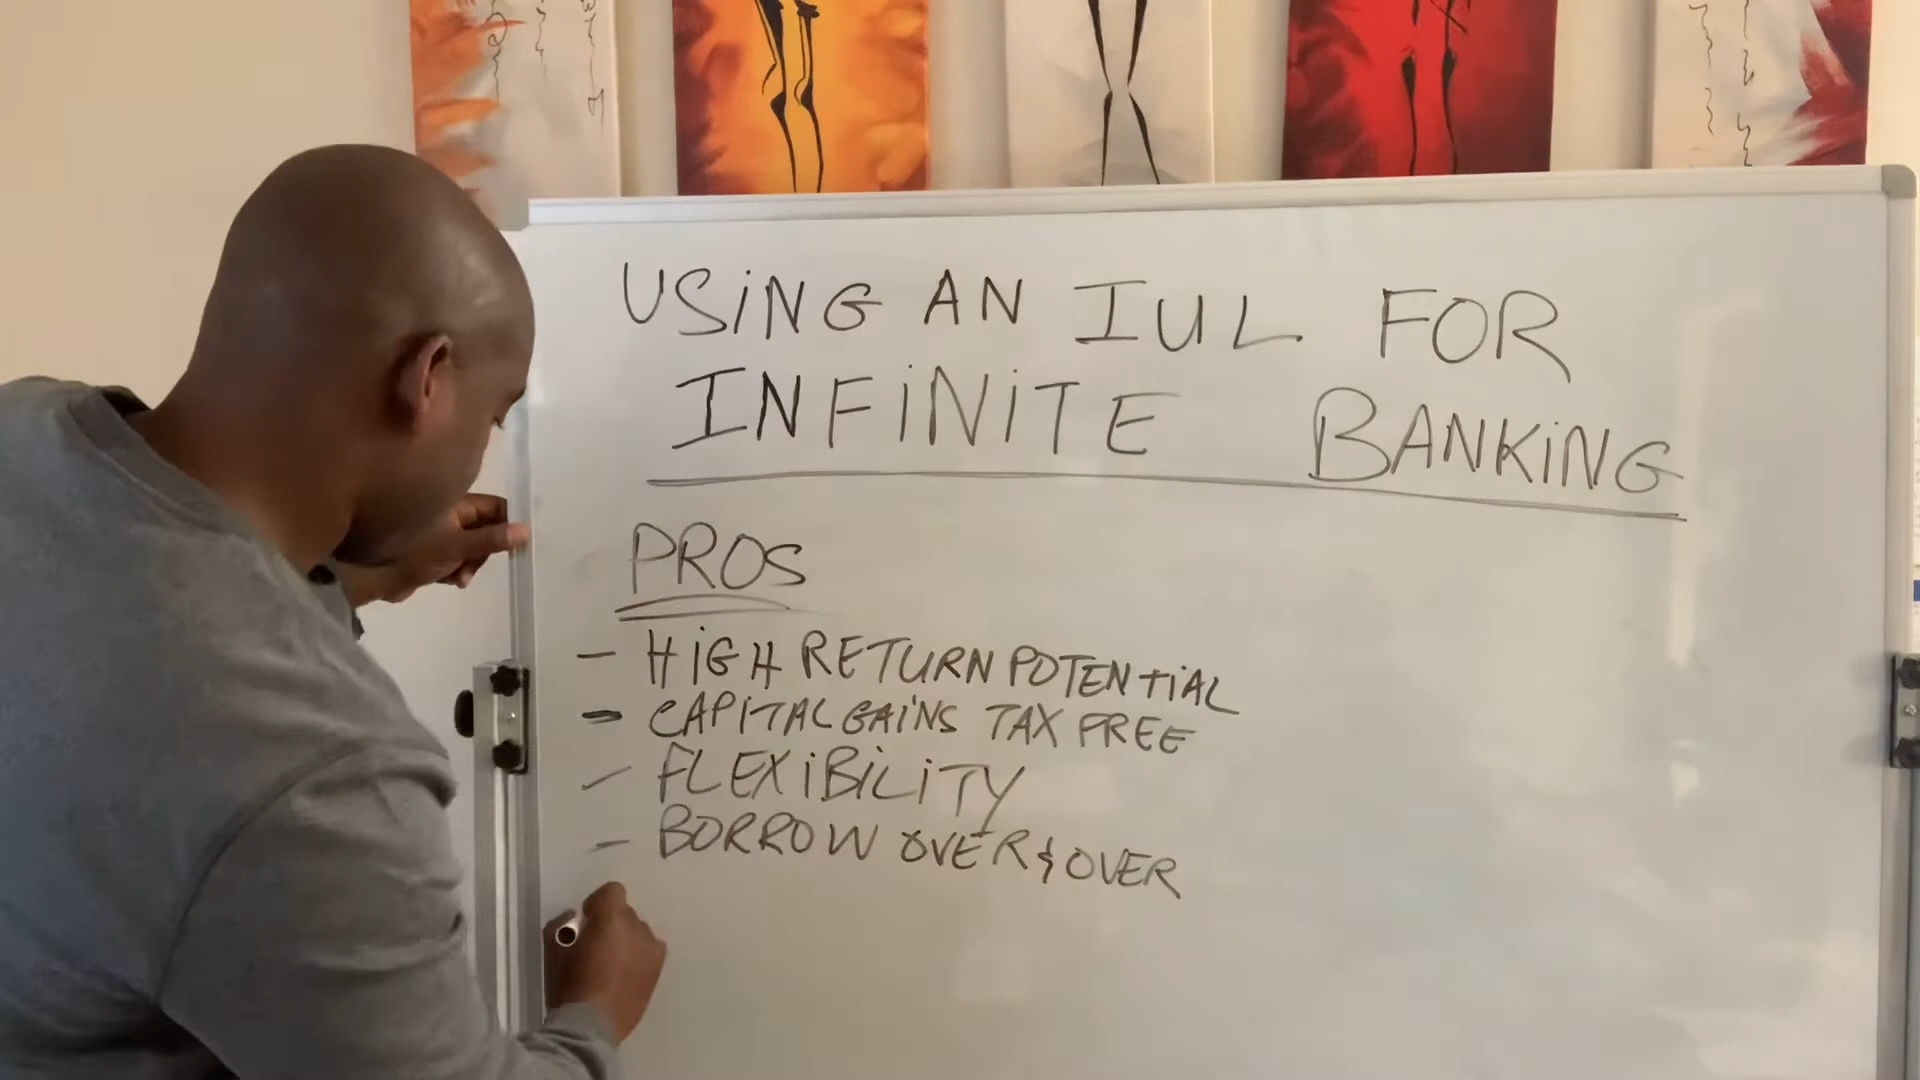 USING AN IUL FOR
INFINITE BANKING
PROS
- HIGH RETURN POTENTIAL
- CAPITAL GAINS TAX FREE
- FLEXIBILITY
- BORROW OVER & OVER